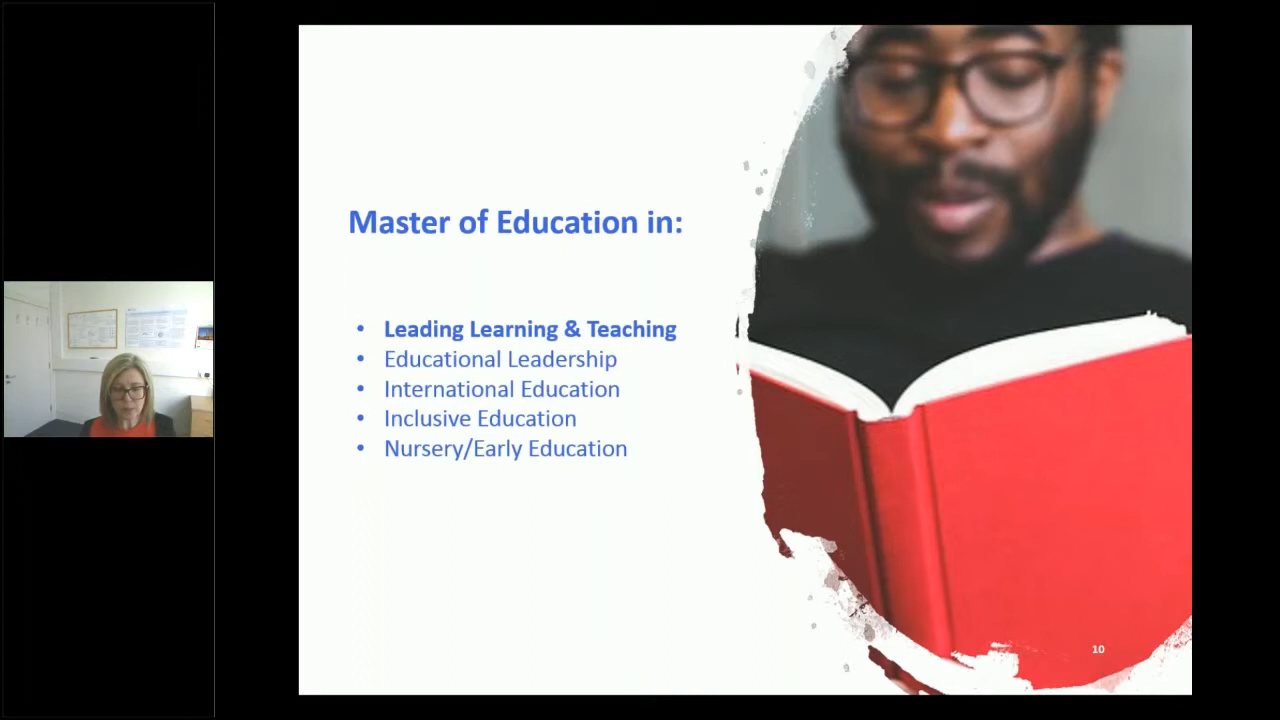 Master of Education in:
• Leading Learning & Teaching
• Educational Leadership
• International Education
• Inclusive Education
• Nursery/Early Education
10